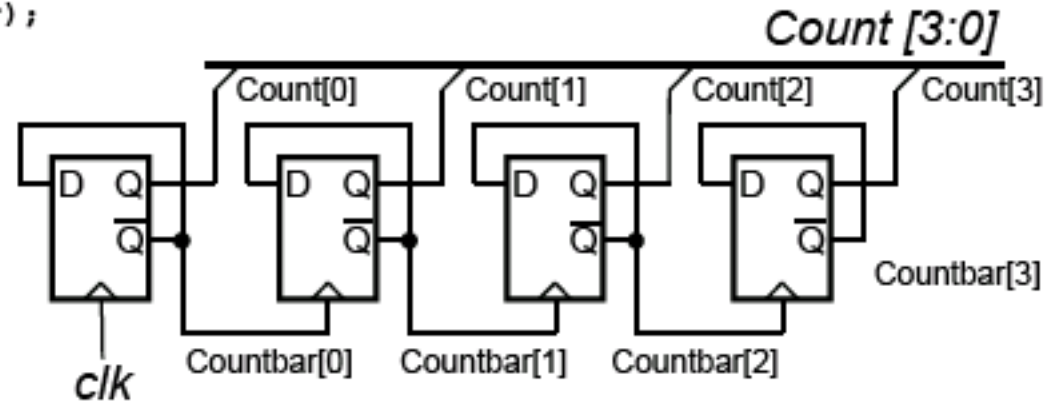 );
Count [3:0]
Count[0] Count[1] Count[2] Count[3]
D Q D Q D Q D Q
Q Q Q Q
Countbar[3]
Countbar[0] Countbar[1] Countbar[2]
clk